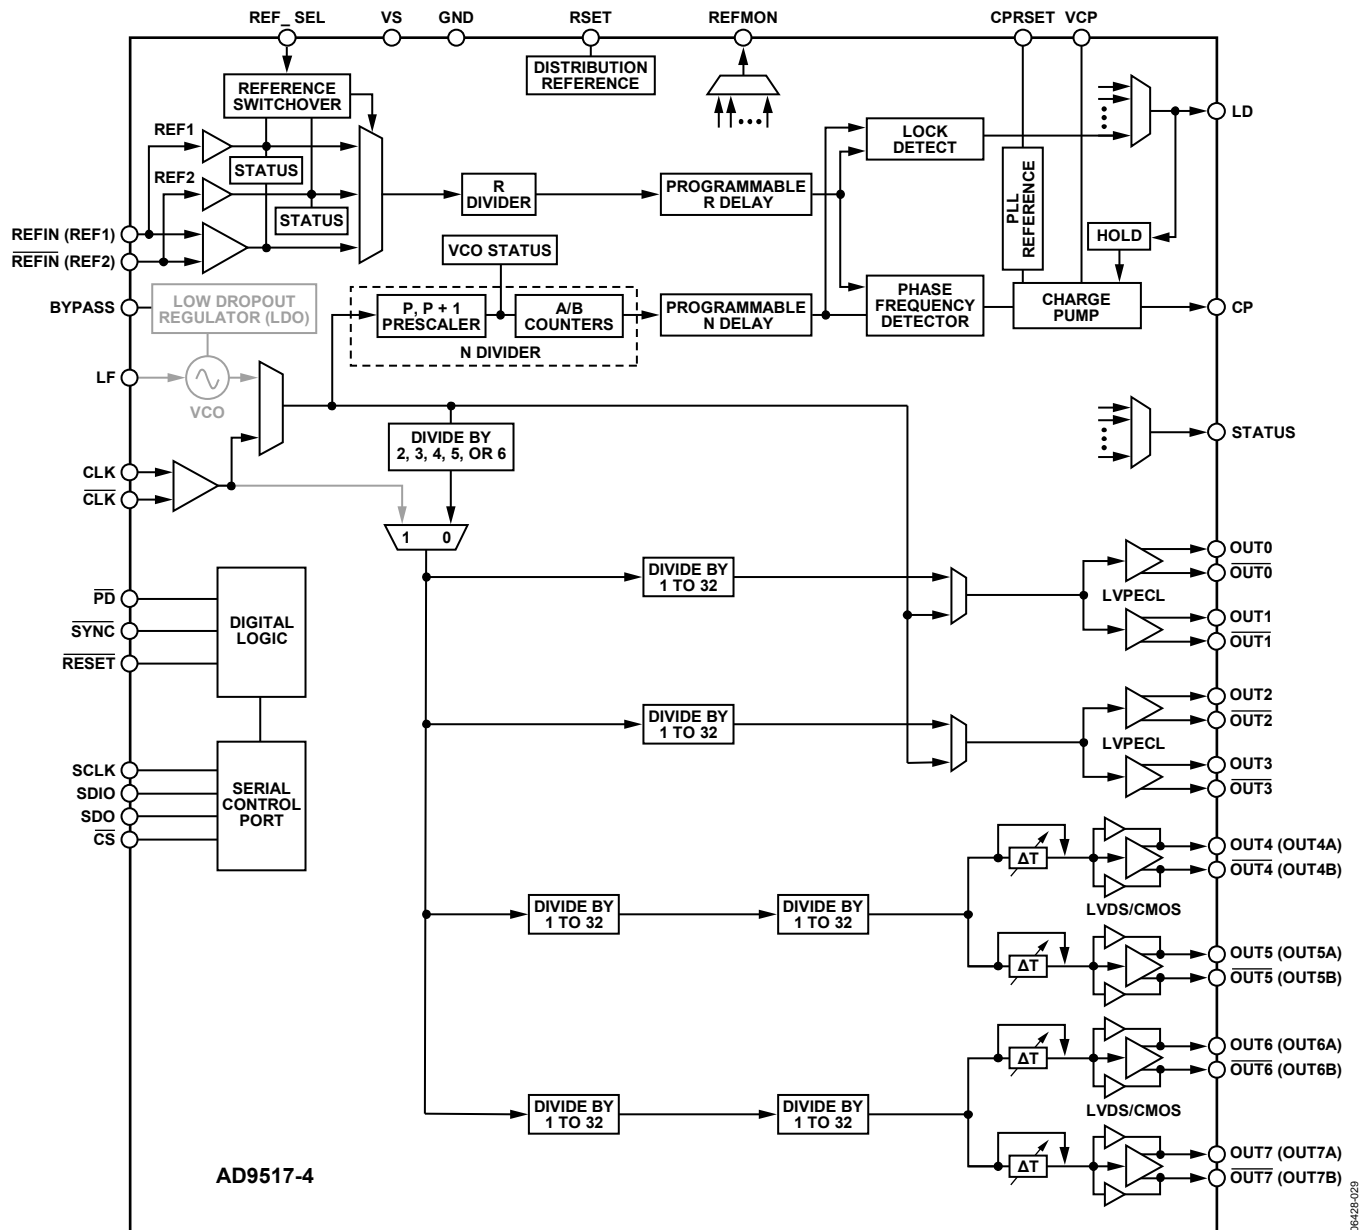 REF_SEL VS GND RSET REFMON CPRSET VCP
DISTRIBUTION
REFERENCE
REFERENCE
SWITCHOVER
REF1
STATUS
REF2
STATUS
R
DIVIDER
PROGRAMMABLE
R DELAY
LOCK
DETECT
LD
PLL
REFERENCE
HOLD
REFIN (REF1)
REFIN (REF2)
VCO STATUS
BYPASS
LOW DROPOUT
REGULATOR (LDO)
P, P + 1
PRESCALER
A/B
COUNTERS
N DIVIDER
PROGRAMMABLE
N DELAY
PHASE
FREQUENCY
DETECTOR
CHARGE
PUMP
CP
LF
VCO
STATUS
DIVIDE BY
2, 3, 4, 5, OR 6
CLK
CLK
1 0
DIVIDE BY
1 TO 32
OUT0
OUT0
LVPECL
OUT1
OUT1
PD
SYNC
RESET
DIGITAL
LOGIC
DIVIDE BY
1 TO 32
OUT2
OUT2
LVPECL
OUT3
OUT3
SCLK
SDIO
SDO
CS
SERIAL
CONTROL
PORT
ΔT
OUT4 (OUT4A)
OUT4 (OUT4B)
DIVIDE BY
1 TO 32
DIVIDE BY
1 TO 32
LVDS/CMOS
ΔT
OUT5 (OUT5A)
OUT5 (OUT5B)
ΔT
OUT6 (OUT6A)
OUT6 (OUT6B)
DIVIDE BY
1 TO 32
DIVIDE BY
1 TO 32
LVDS/CMOS
ΔT
OUT7 (OUT7A)
OUT7 (OUT7B)
AD9517-4
06428-029